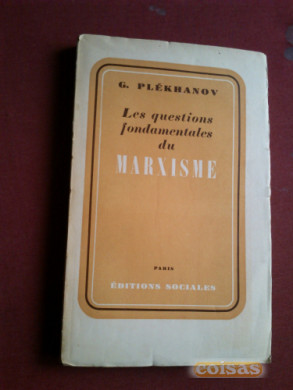 G. PLÉKHANOV
Les questions
fondamentales
du
MARXISME
PARIS
ÉDITIONS SOCIALES
coisas